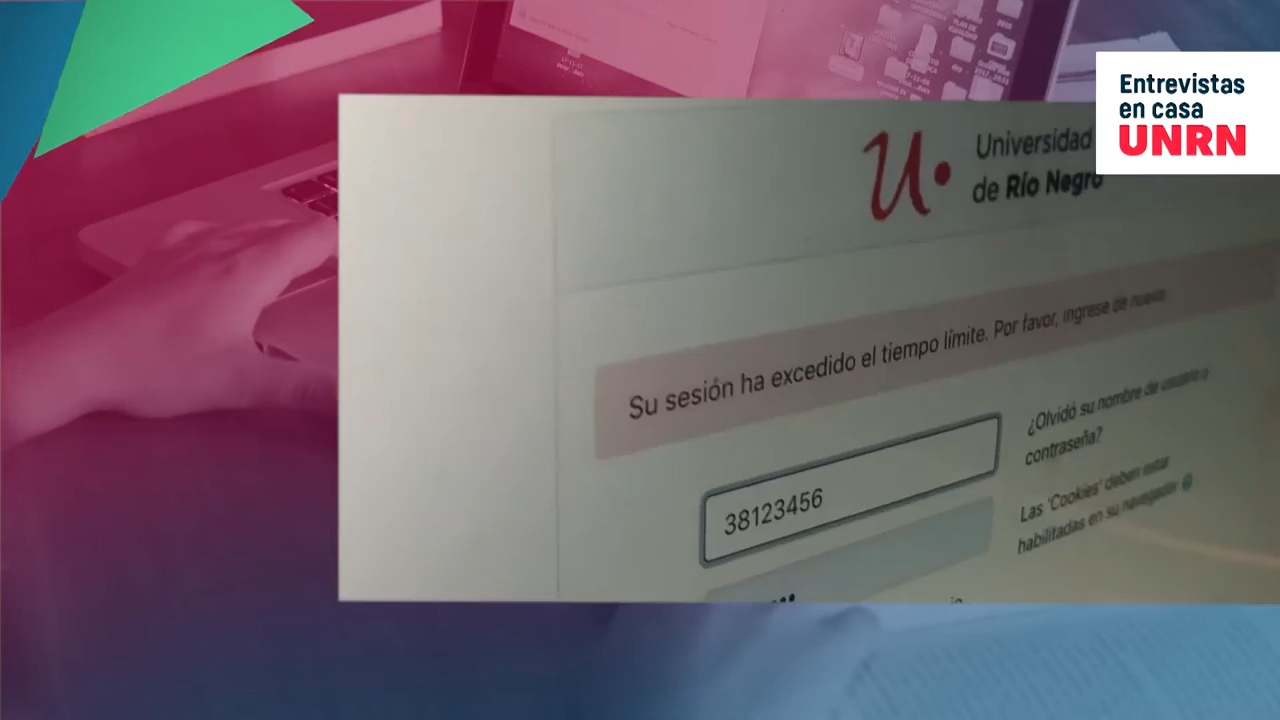 Entrevistas
en casa
UNRN
u.
Universidad
de Río Negro
Su sesión ha excedido el tiempo límite. Por favor, ingrese de nuevo
38123456
¿Olvidó su nombre de usuario o
contraseña?
Las 'Cookies' deben estar
habilitadas en su navegador